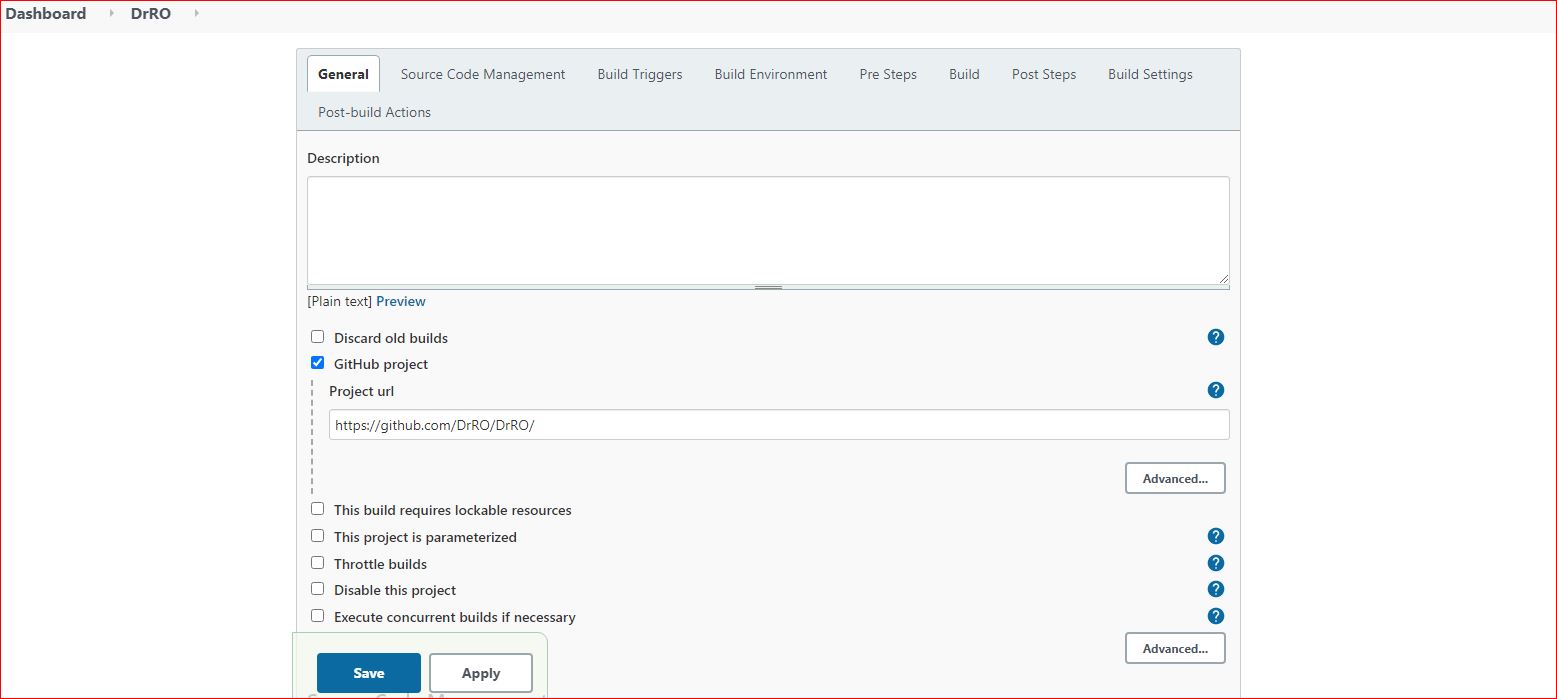 Dashboard DrRO
General Source Code Management Build Triggers Build Environment Pre Steps Build Post Steps Build Settings
Post-build Actions
Description
[Plain text] Preview
Discard old builds ?
GitHub project
Project url ?
https://github.com/DrRO/DrRO/
Advanced...
This build requires lockable resources
This project is parameterized ?
Throttle builds ?
Disable this project ?
Execute concurrent builds if necessary ?
Advanced...
Save Apply